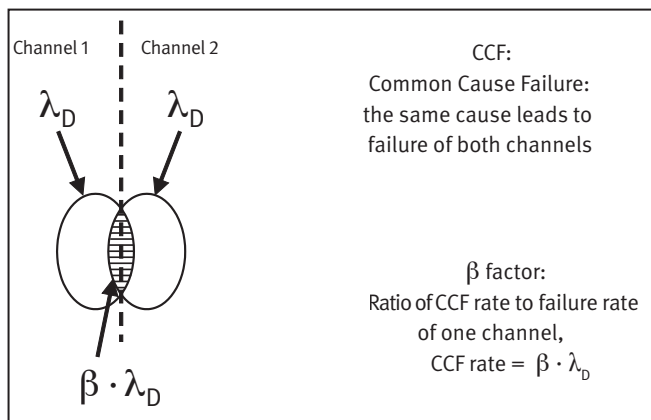 Channel 1
Channel 2
λD
λD
β · λD
CCF:
Common Cause Failure:
the same cause leads to
failure of both channels
β factor:
Ratio of CCF rate to failure rate
of one channel,
CCF rate = β · λD